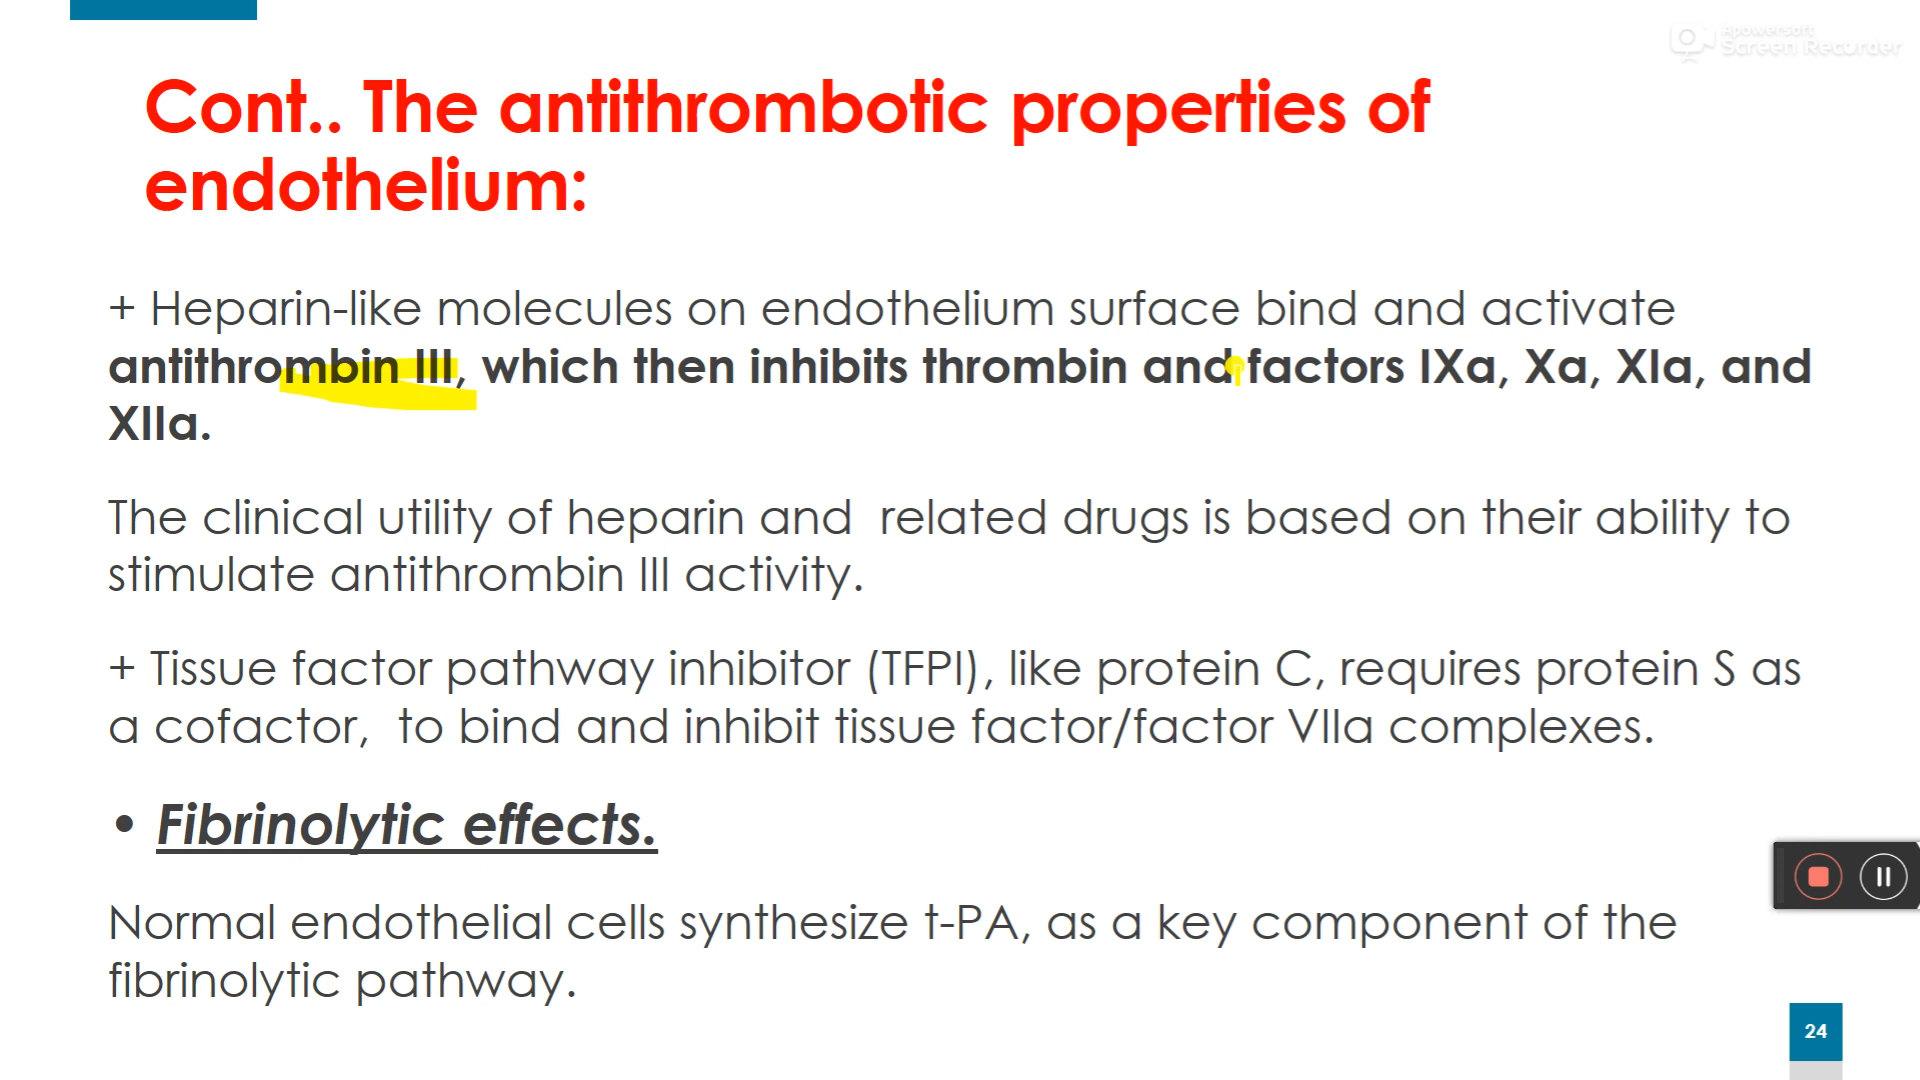 Apowersoft
Screen Recorder
Cont.. The antithrombotic properties of
endothelium:
+ Heparin-like molecules on endothelium surface bind and activate
antithrombin III, which then inhibits thrombin and factors IXa, Xa, XIa, and
XIIa.
The clinical utility of heparin and  related drugs is based on their ability to
stimulate antithrombin III activity.
+ Tissue factor pathway inhibitor (TFPI), like protein C, requires protein S as
a cofactor,  to bind and inhibit tissue factor/factor VIIa complexes.
• Fibrinolytic effects.
Normal endothelial cells synthesize t-PA, as a key component of the
fibrinolytic pathway.
24